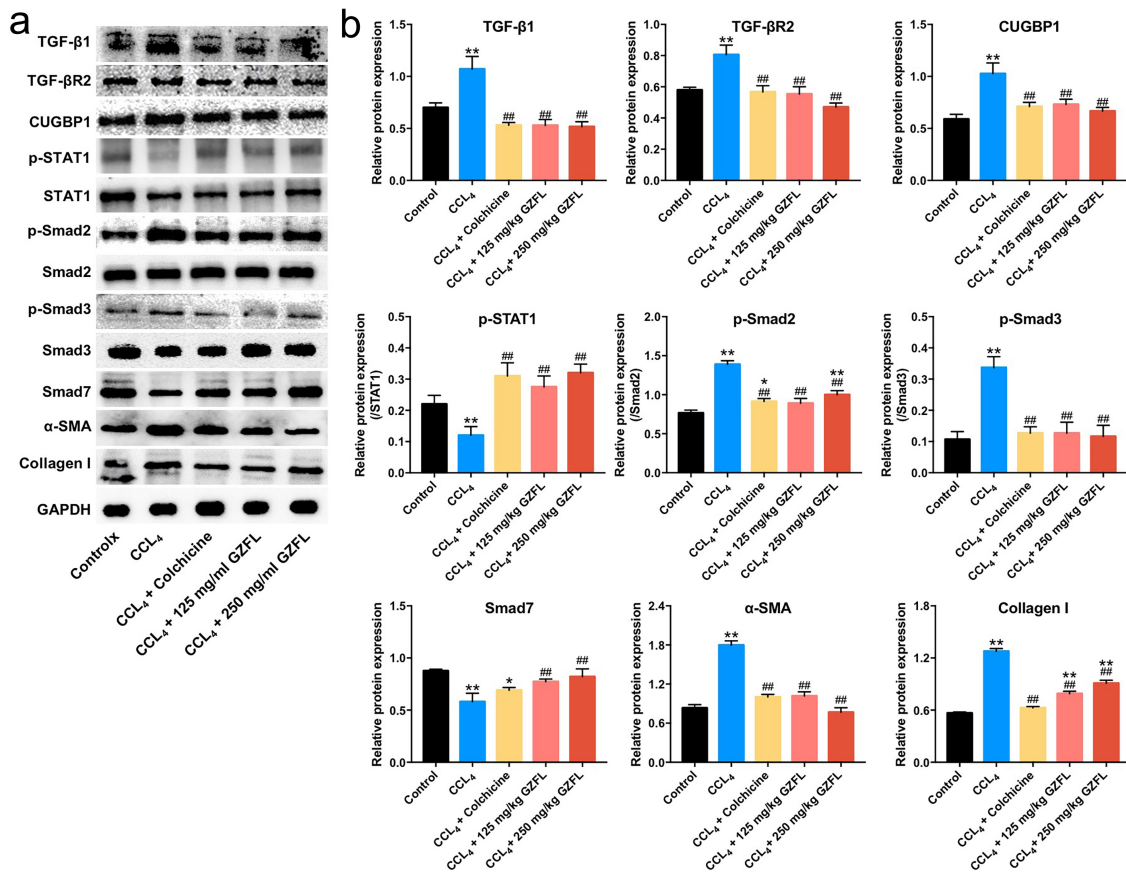 a
TGF-β1
TGF-βR2
CUGBP1
p-STAT1
STAT1
p-Smad2
Smad2
p-Smad3
Smad3
Smad7
α-SMA
Collagen I
GAPDH
Controlx
CCL4
CCL4 + Colchicine
CCL4 + 125 mg/ml GZFL
CCL4 + 250 mg/ml GZFL
b
TGF-β1
Relative protein expression
1.5
1.0
0.5
0.0
**
##
##
##
Control
CCL4
CCL4 + Colchicine
CCL4 + 125 mg/kg GZFL
CCL4 + 250 mg/kg GZFL
TGF-βR2
Relative protein expression
1.0
0.8
0.6
0.4
0.2
0.0
**
##
##
##
Control
CCL4
CCL4 + Colchicine
CCL4 + 125 mg/kg GZFL
CCL4 + 250 mg/kg GZFL
CUGBP1
Relative protein expression
1.5
1.0
0.5
0.0
**
##
##
##
Control
CCL4
CCL4 + Colchicine
CCL4 + 125 mg/kg GZFL
CCL4 + 250 mg/kg GZFL
p-STAT1
Relative protein expression
(/STAT1)
0.5
0.4
0.3
0.2
0.1
0.0
**
##
##
##
Control
CCL4
CCL4 + Colchicine
CCL4 + 125 mg/kg GZFL
CCL4 + 250 mg/kg GZFL
p-Smad2
Relative protein expression
(/Smad2)
2.0
1.5
1.0
0.5
0.0
**
*
##
##
**
##
Control
CCL4
CCL4 + Colchicine
CCL4 + 125 mg/kg GZFL
CCL4 + 250 mg/kg GZFL
p-Smad3
Relative protein expression
(/Smad3)
0.5
0.4
0.3
0.2
0.1
0.0
**
##
##
##
Control
CCL4
CCL4 + Colchicine
CCL4 + 125 mg/kg GZFL
CCL4 + 250 mg/kg GZFL
Smad7
Relative protein expression
1.5
1.2
0.9
0.6
0.3
0.0
**
*
##
##
Control
CCL4
CCL4 + Colchicine
CCL4 + 125 mg/kg GZFL
CCL4 + 250 mg/kg GZFL
α-SMA
Relative protein expression
2.4
1.8
1.2
0.6
0.0
**
##
##
##
Control
CCL4
CCL4 + Colchicine
CCL4 + 125 mg/kg GZFL
CCL4 + 250 mg/kg GZFL
Collagen I
Relative protein expression
1.8
1.2
0.6
0.0
**
##
**
##
**
##
Control
CCL4
CCL4 + Colchicine
CCL4 + 125 mg/kg GZFL
CCL4 + 250 mg/kg GZFL